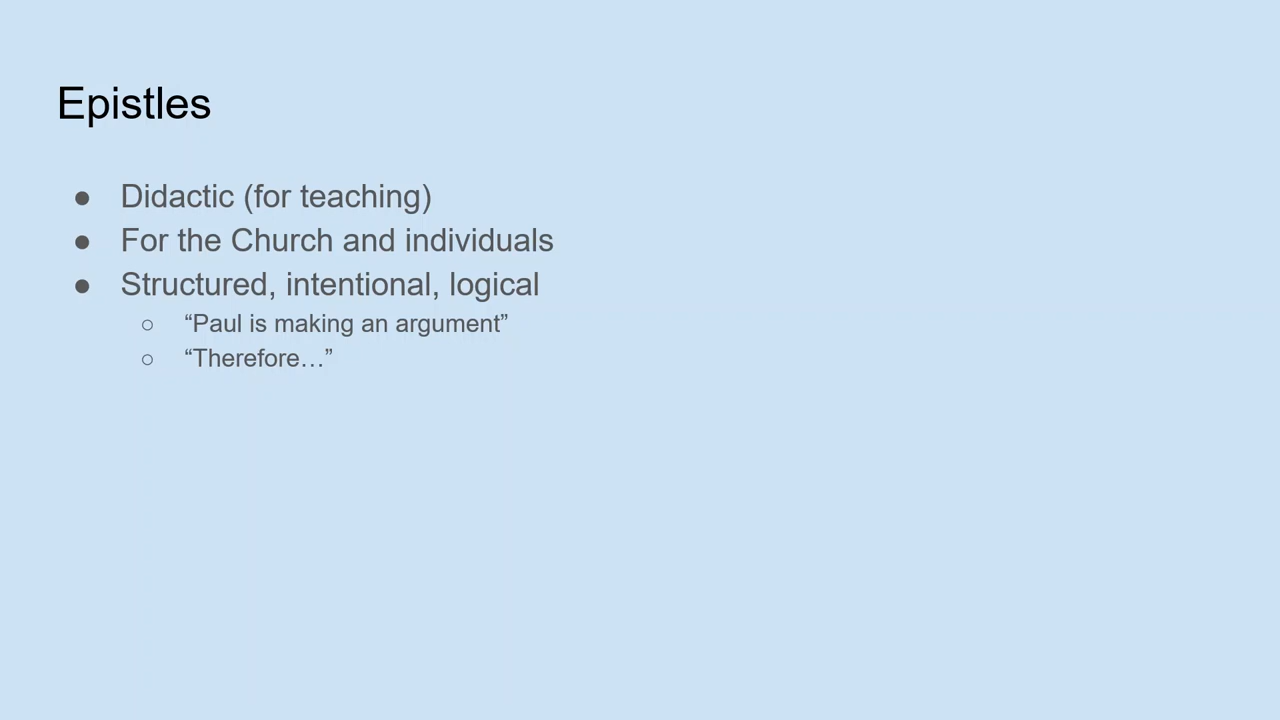 Epistles
● Didactic (for teaching)
● For the Church and individuals
● Structured, intentional, logical
○ “Paul is making an argument”
○ “Therefore…”